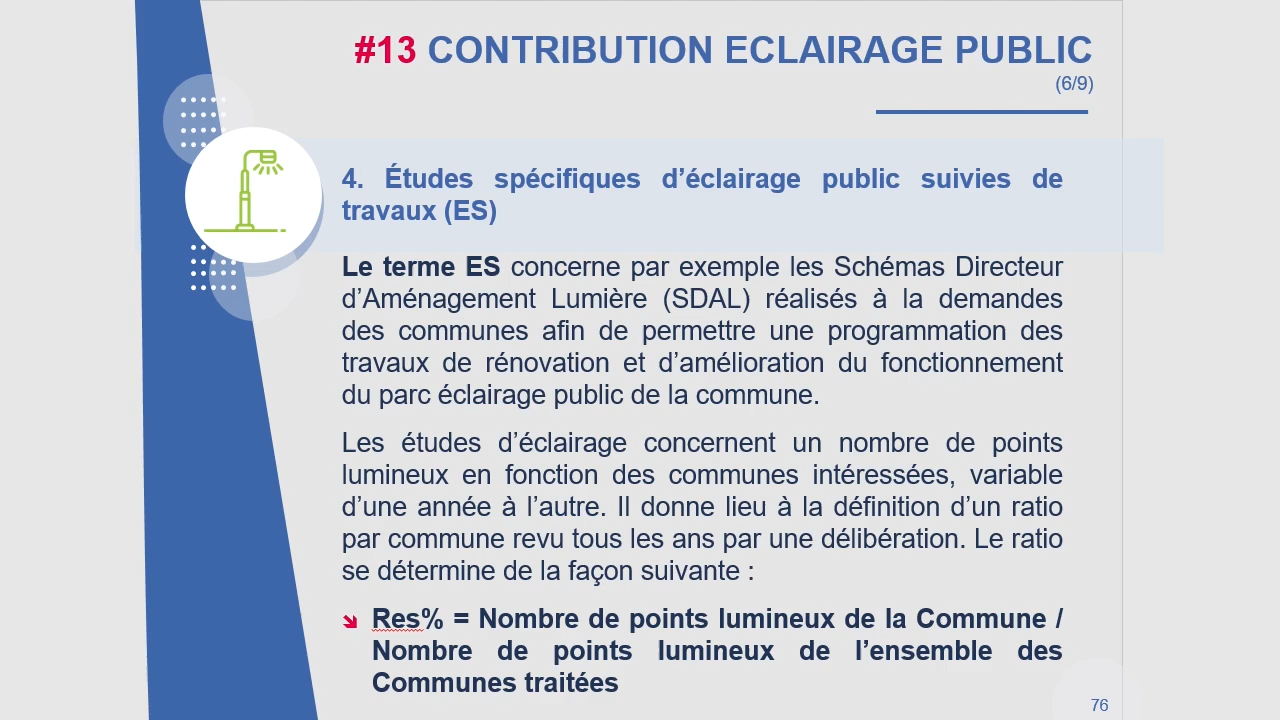 #13 CONTRIBUTION ECLAIRAGE PUBLIC
(6/9)
4. Études spécifiques d’éclairage public suivies de
travaux (ES)
Le terme ES concerne par exemple les Schémas Directeur
d’Aménagement Lumière (SDAL) réalisés à la demandes
des communes afin de permettre une programmation des
travaux de rénovation et d’amélioration du fonctionnement
du parc éclairage public de la commune.
Les études d’éclairage concernent un nombre de points
lumineux en fonction des communes intéressées, variable
d’une année à l’autre. Il donne lieu à la définition d’un ratio
par commune revu tous les ans par une délibération. Le ratio
se détermine de la façon suivante :
Res% = Nombre de points lumineux de la Commune /
Nombre de points lumineux de l’ensemble des
Communes traitées
76